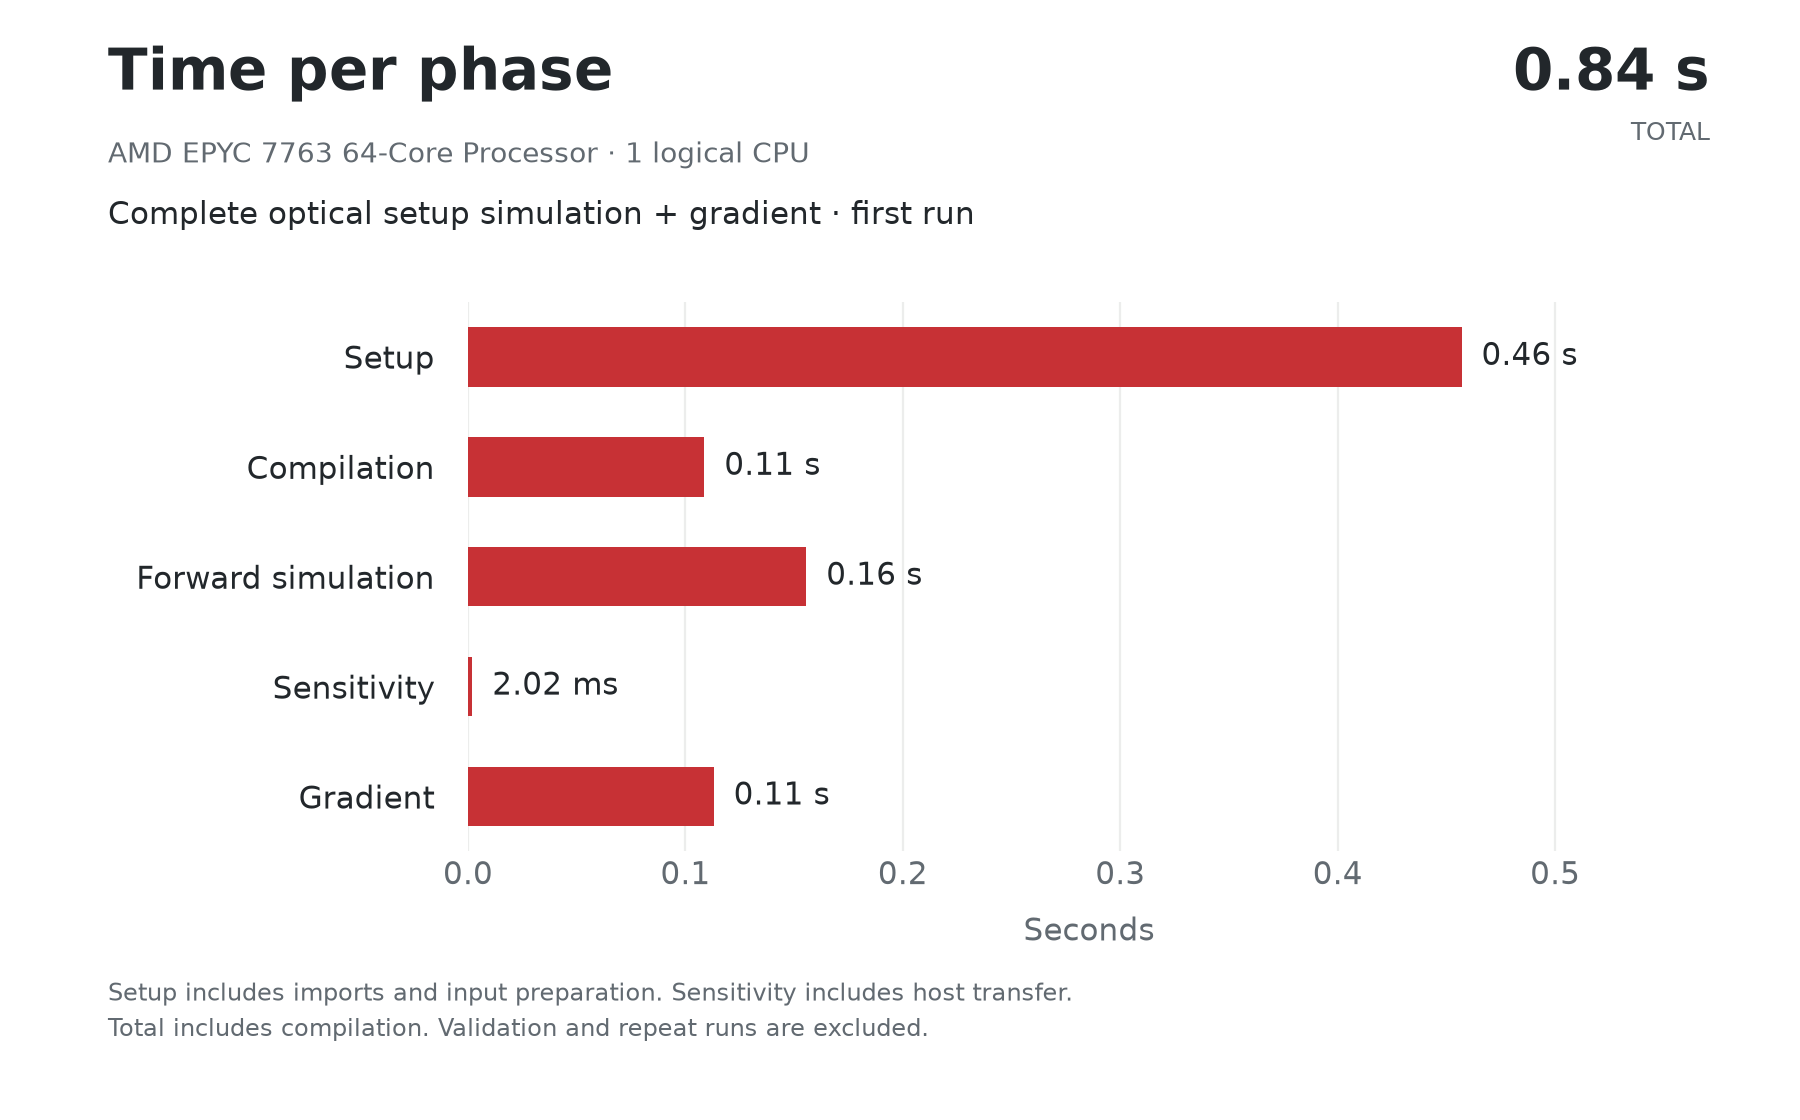 Time per phase
0.84 s
TOTAL
AMD EPYC 7763 64-Core Processor · 1 logical CPU
Complete optical setup simulation + gradient · first run
Setup
0.46 s
Compilation
0.11 s
Forward simulation
0.16 s
Sensitivity
2.02 ms
Gradient
0.11 s
0.0 0.1 0.2 0.3 0.4 0.5
Seconds
Setup includes imports and input preparation. Sensitivity includes host transfer.
Total includes compilation. Validation and repeat runs are excluded.